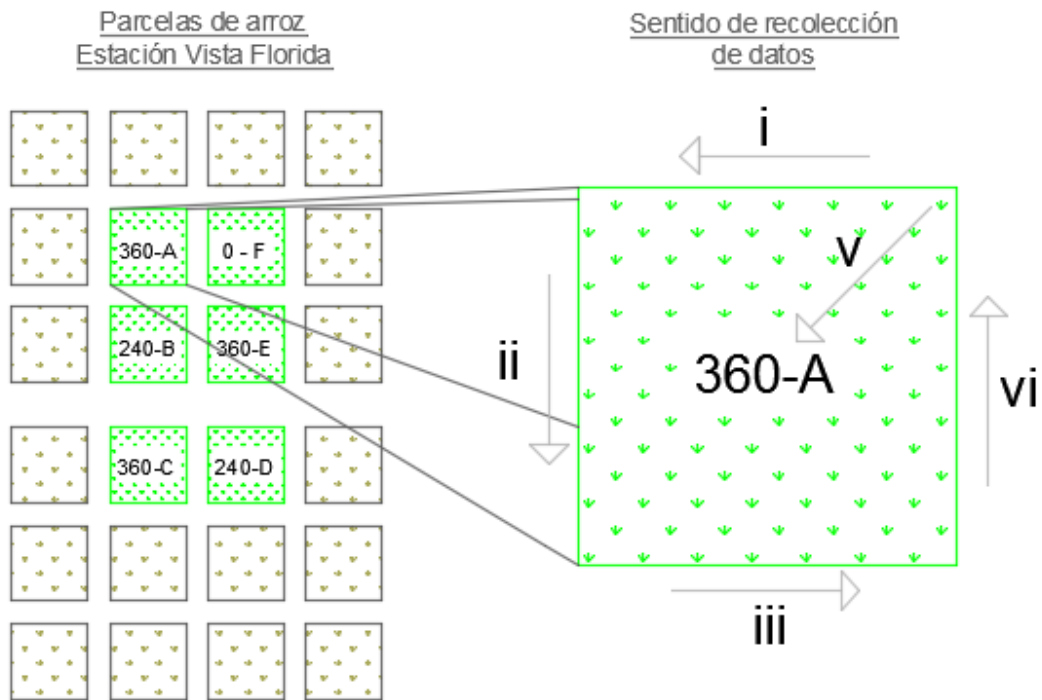 Parcelas de arroz
Estación Vista Florida
Sentido de recolección
de datos
360-A
0 - F
240-B
360-E
360-C
240-D
i
ii
v
360-A
vi
iii